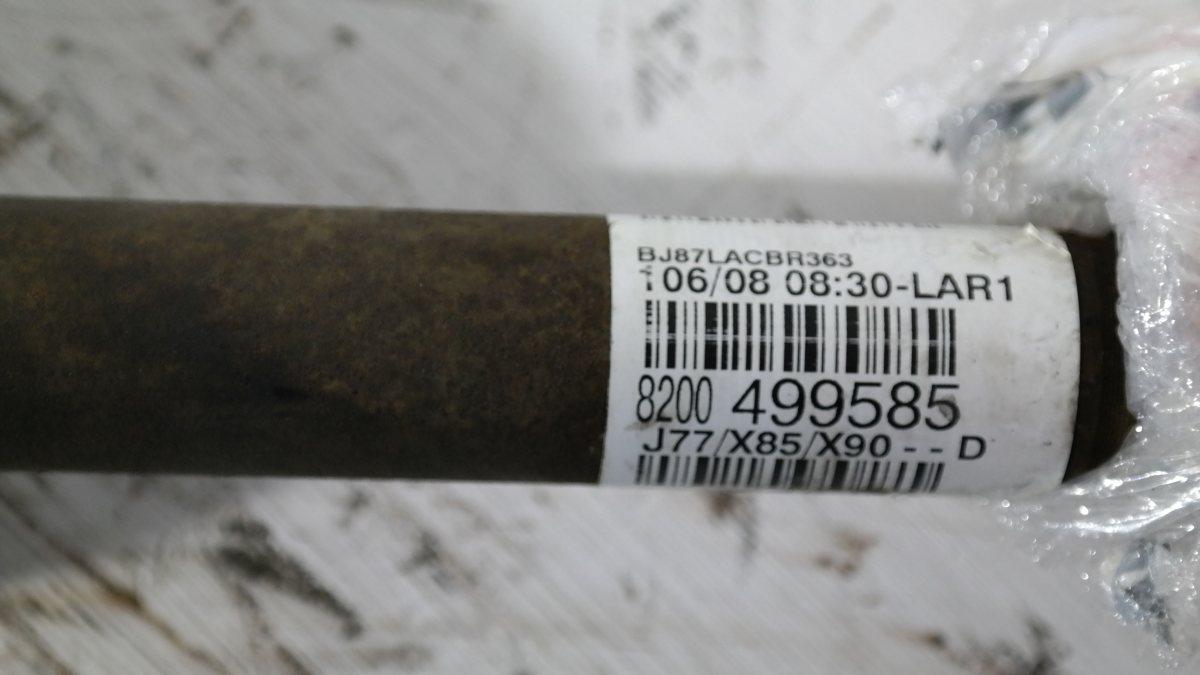 BJ87LACBR363
106/08 08:30-LAR1
8200 499585
J77/X85/X90 - - D